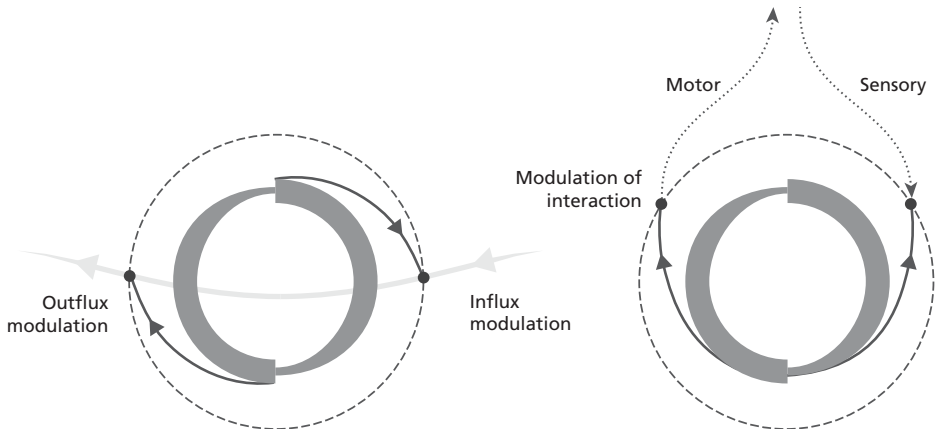 Motor
Sensory
Modulation of
interaction
Outflux
modulation
Influx
modulation